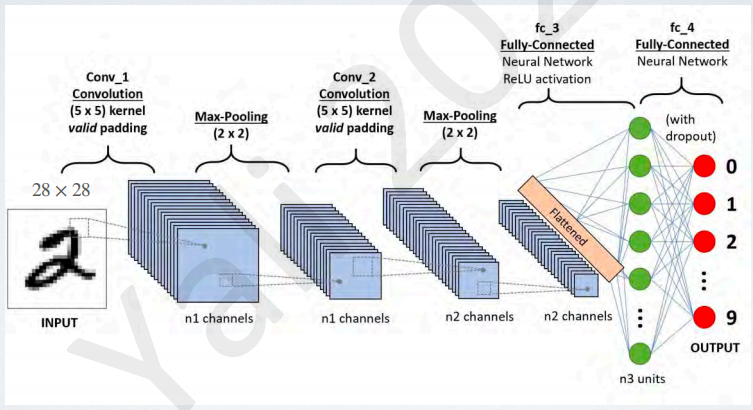 Conv_1
Convolution
(5 x 5) kernel
valid padding
Max-Pooling
(2 x 2)
Conv_2
Convolution
(5 x 5) kernel
valid padding
Max-Pooling
(2 x 2)
fc_3
Fully-Connected
Neural Network
ReLU activation
fc_4
Fully-Connected
Neural Network
(with
dropout)
28 × 28
INPUT
n1 channels
n1 channels
n2 channels
n2 channels
Flattened
n3 units
0
1
2
9
OUTPUT